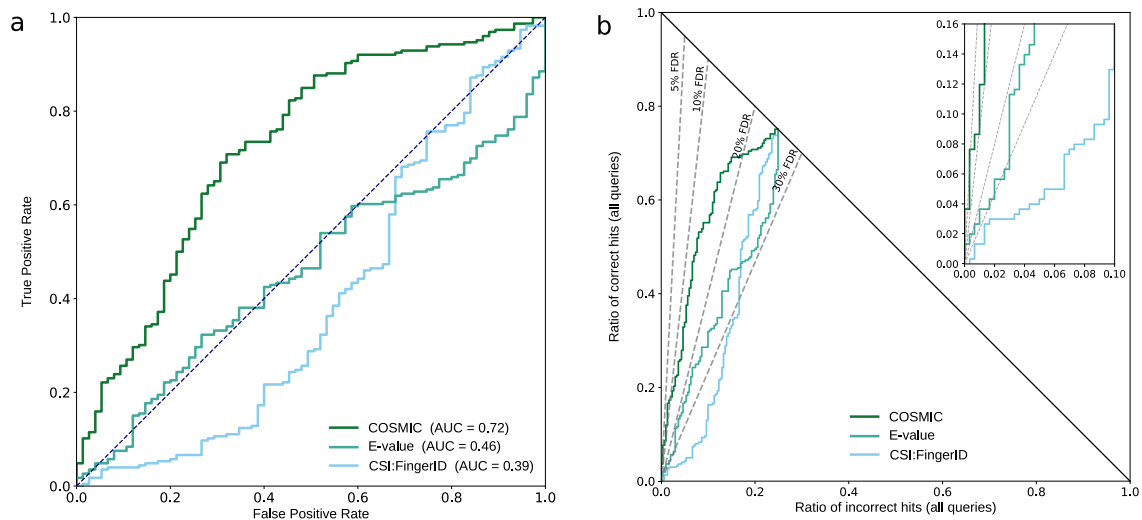 a
True Positive Rate
1.0
0.8
0.6
0.4
0.2
0.0
0.0 0.2 0.4 0.6 0.8 1.0
False Positive Rate
COSMIC (AUC = 0.72)
E-value (AUC = 0.46)
CSI:FingerID (AUC = 0.39)
b
Ratio of correct hits (all queries)
1.0
0.8
0.6
0.4
0.2
0.0
0.0 0.2 0.4 0.6 0.8 1.0
Ratio of incorrect hits (all queries)
5% FDR
10% FDR
20% FDR
30% FDR
COSMIC
E-value
CSI:FingerID
0.16
0.14
0.12
0.10
0.08
0.06
0.04
0.02
0.00
0.00 0.02 0.04 0.06 0.08 0.10